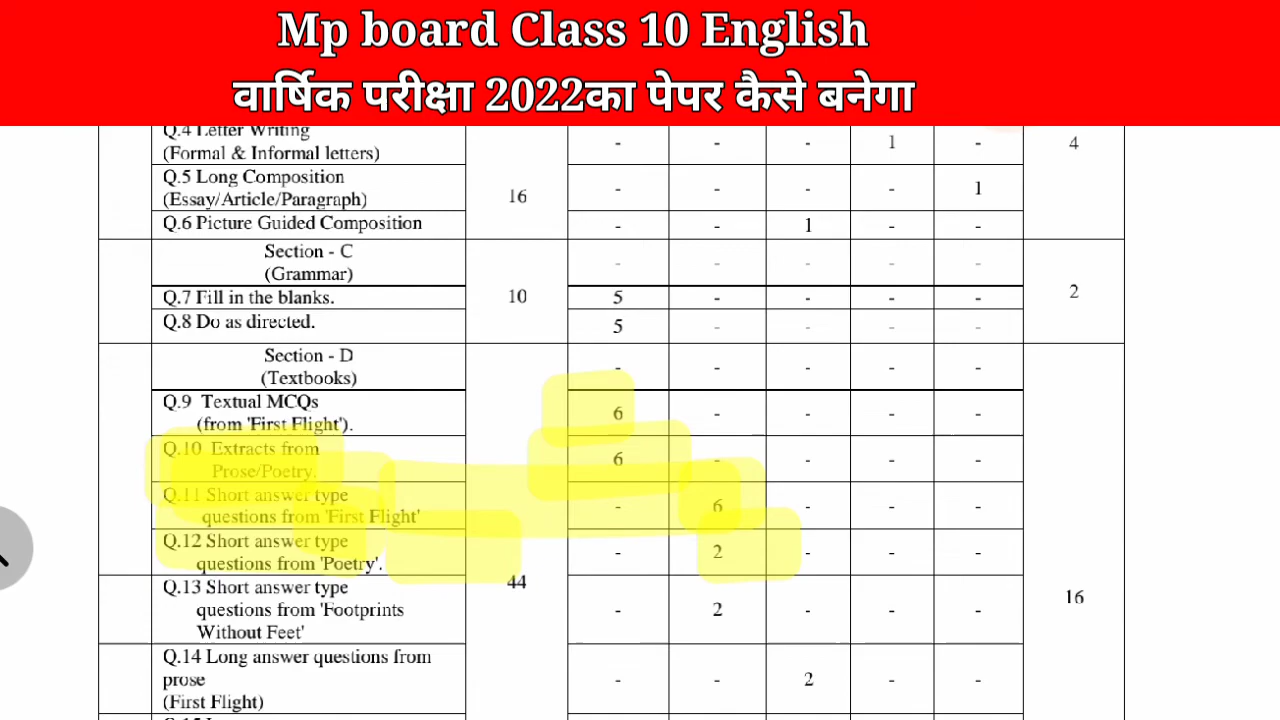 Mp board Class 10 English
वार्षिक परीक्षा 2022का पेपर कैसे बनेगा
Q.4 Letter Writing
(Formal & Informal letters) - - - 1 - 4
Q.5 Long Composition
(Essay/Article/Paragraph) 16 - - - - 1
Q.6 Picture Guided Composition - - 1 - -
Section - C
(Grammar) - - - - -
Q.7 Fill in the blanks. 10 5 - - - - 2
Q.8 Do as directed. 5 - - - -
Section - D
(Textbooks) - - - - -
Q.9 Textual MCQs
(from 'First Flight'). 6 - - - -
Q.10 Extracts from
Prose/Poetry. 6 - - - -
Q.11 Short answer type
questions from 'First Flight' - 6 - - -
Q.12 Short answer type
questions from 'Poetry'. - 2 - - -
44 16
Q.13 Short answer type
questions from 'Footprints
Without Feet' - 2 - - -
Q.14 Long answer questions from
prose
(First Flight) - - 2 - -